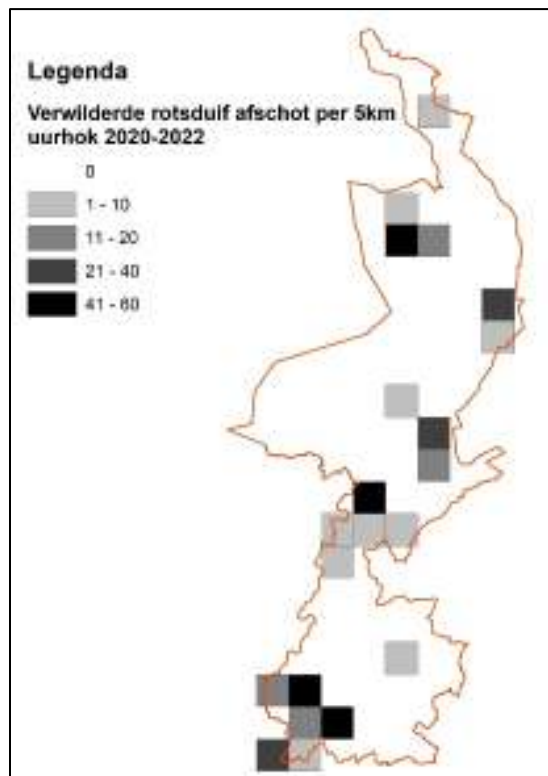 Legenda
Verwilderde rotsduif afschot per 5km
uurhok 2020-2022
0
1 - 10
11 - 20
21 - 40
41 - 60